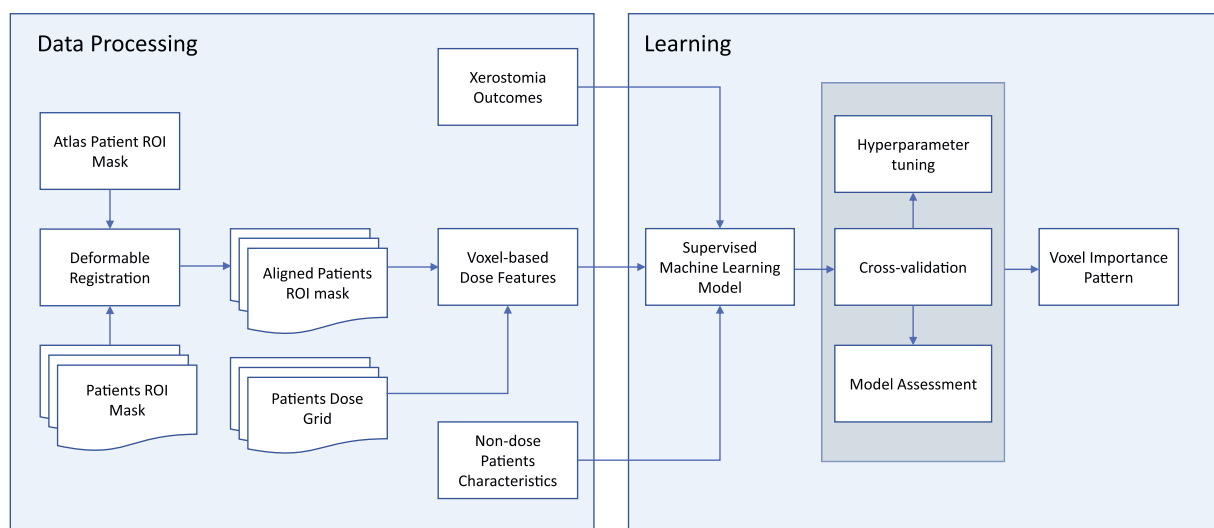 Data Processing
Xerostomia
Outcomes
Atlas Patient ROI
Mask
Deformable
Registration
Patients ROI
Mask
Aligned Patients
ROI mask
Patients Dose
Grid
Voxel-based
Dose Features
Non-dose
Patients
Characteristics
Learning
Supervised
Machine Learning
Model
Hyperparameter
tuning
Cross-validation
Model Assessment
Voxel Importance
Pattern